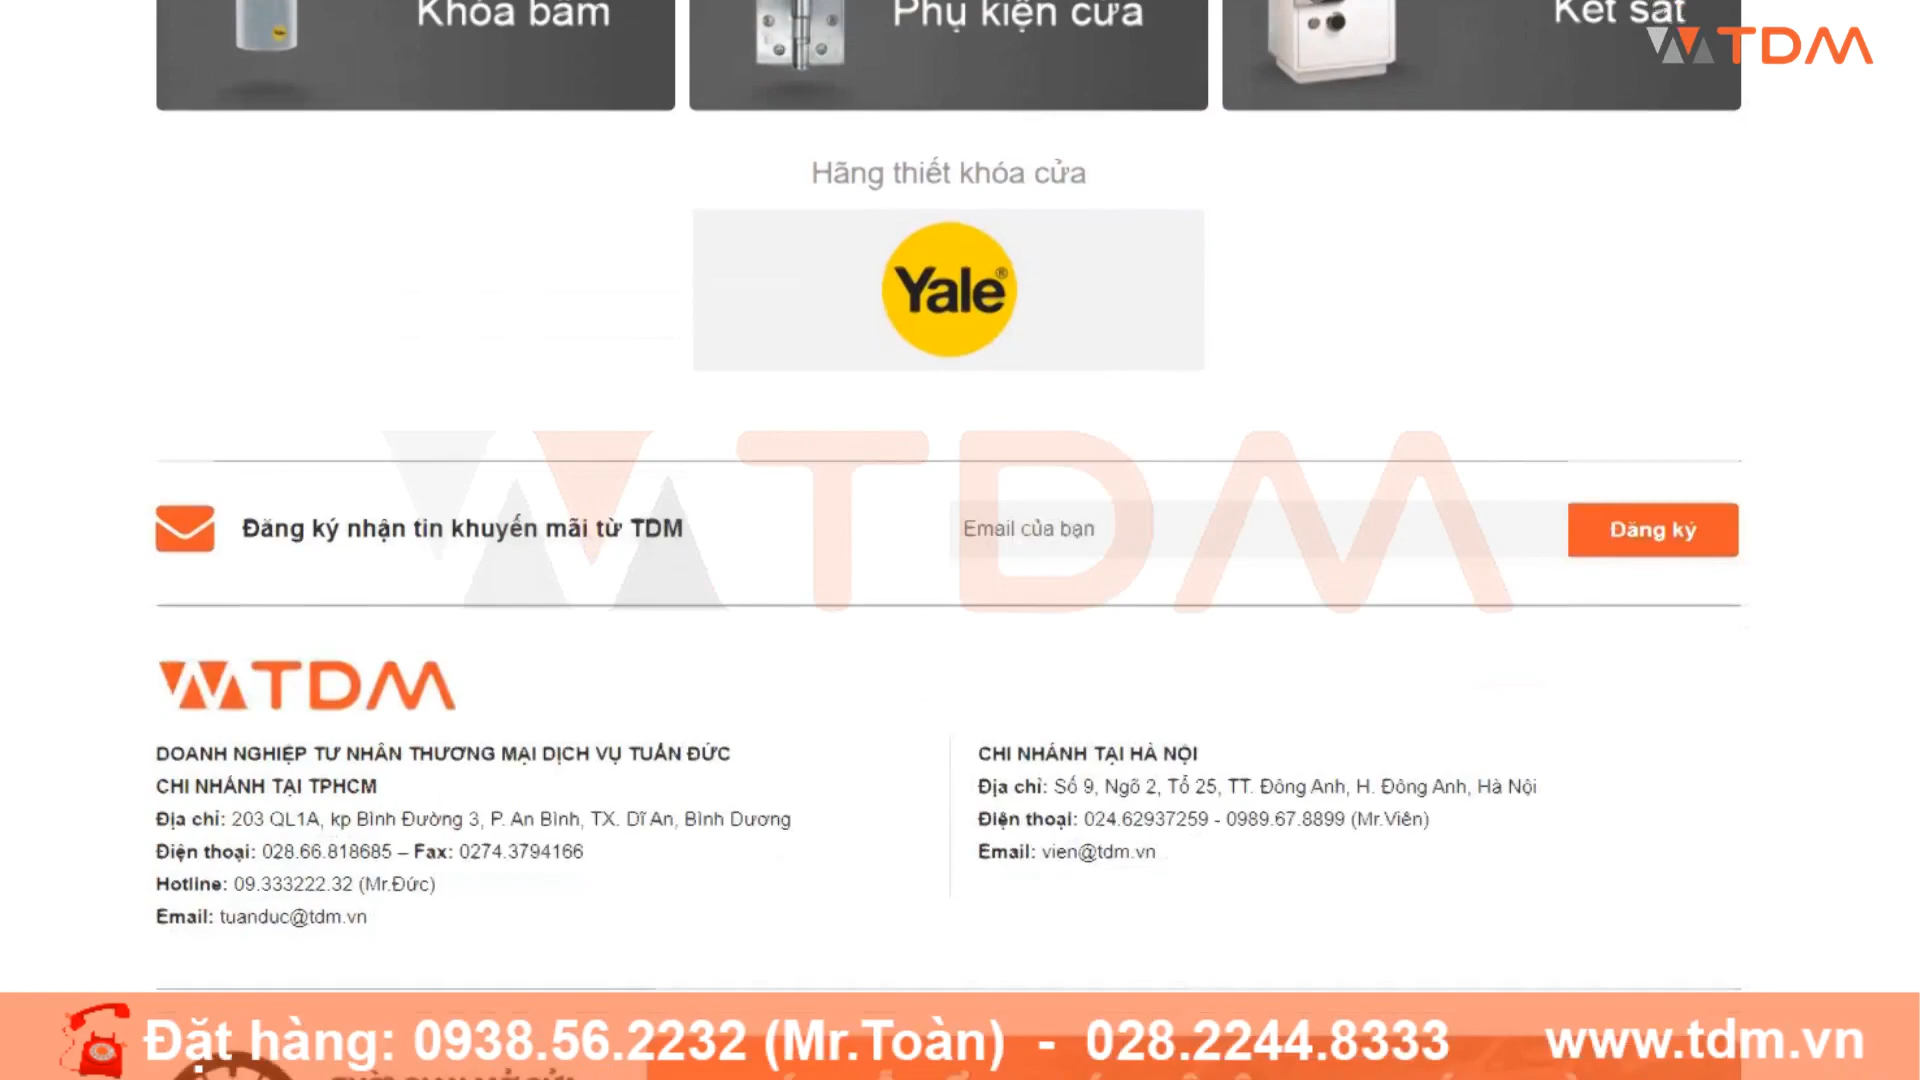 Khóa bấm
Phụ kiện cửa
Két sắt
TDM
Hãng thiết khóa cửa
Yale®
TDM
Đăng ký nhận tin khuyến mãi từ TDM
Email của bạn
Đăng ký
TDM
DOANH NGHIỆP TƯ NHÂN THƯƠNG MẠI DỊCH VỤ TUẤN ĐỨC
CHI NHÁNH TẠI TPHCM
Địa chỉ: 203 QL1A, kp Bình Đường 3, P. An Bình, TX. Dĩ An, Bình Dương
Điện thoại: 028.66.818685 – Fax: 0274.3794166
Hotline: 09.333222.32 (Mr.Đức)
Email: tuanduc@tdm.vn
CHI NHÁNH TẠI HÀ NỘI
Địa chỉ: Số 9, Ngõ 2, Tổ 25, TT. Đông Anh, H. Đông Anh, Hà Nội
Điện thoại: 024.62937259 - 0989.67.8899 (Mr.Viên)
Email: vien@tdm.vn
Đặt hàng: 0938.56.2232 (Mr.Toàn) - 028.2244.8333 www.tdm.vn